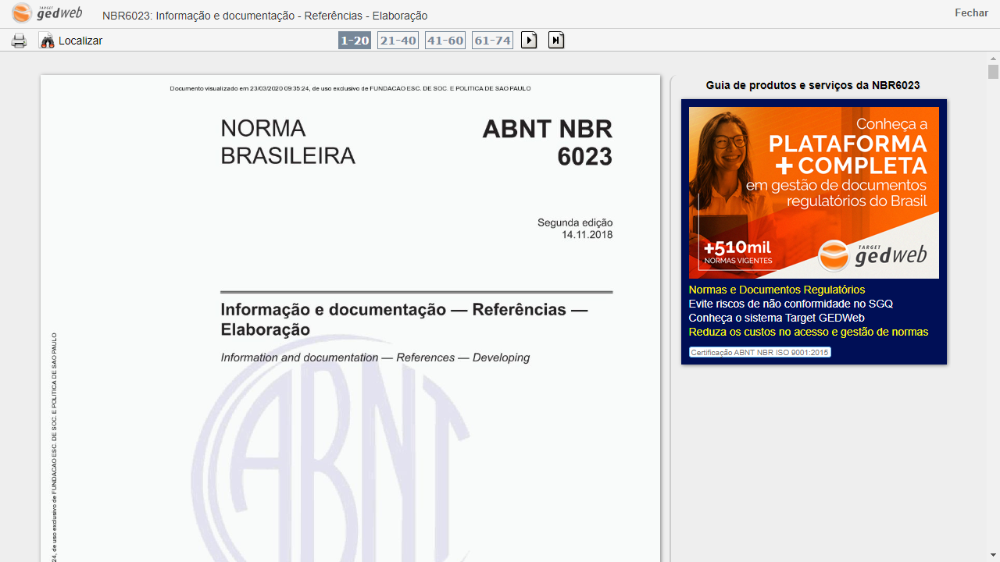 TARGET
gedweb
NBR6023: Informação e documentação - Referências - Elaboração
Fechar
Localizar
1-20
21-40
41-60
61-74
Documento visualizado em 23/03/2020 09:35:24, de uso exclusivo de FUNDACAO ESC. DE SOC. E POLITICA DE SAO PAULO
NORMA
BRASILEIRA
ABNT NBR
6023
Segunda edição
14.11.2018
Informação e documentação — Referências —
Elaboração
Information and documentation — References — Developing
ABNT
24, de uso exclusivo de FUNDACAO ESC. DE SOC. E POLITICA DE SAO PAULO
Guia de produtos e serviços da NBR6023
Conheça a
PLATAFORMA
+ COMPLETA
em gestão de documentos
regulatórios do Brasil
+510mil
NORMAS VIGENTES
TARGET
gedweb
Normas e Documentos Regulatórios
Evite riscos de não conformidade no SGQ
Conheça o sistema Target GEDWeb
Reduza os custos no acesso e gestão de normas
Certificação ABNT NBR ISO 9001:2015